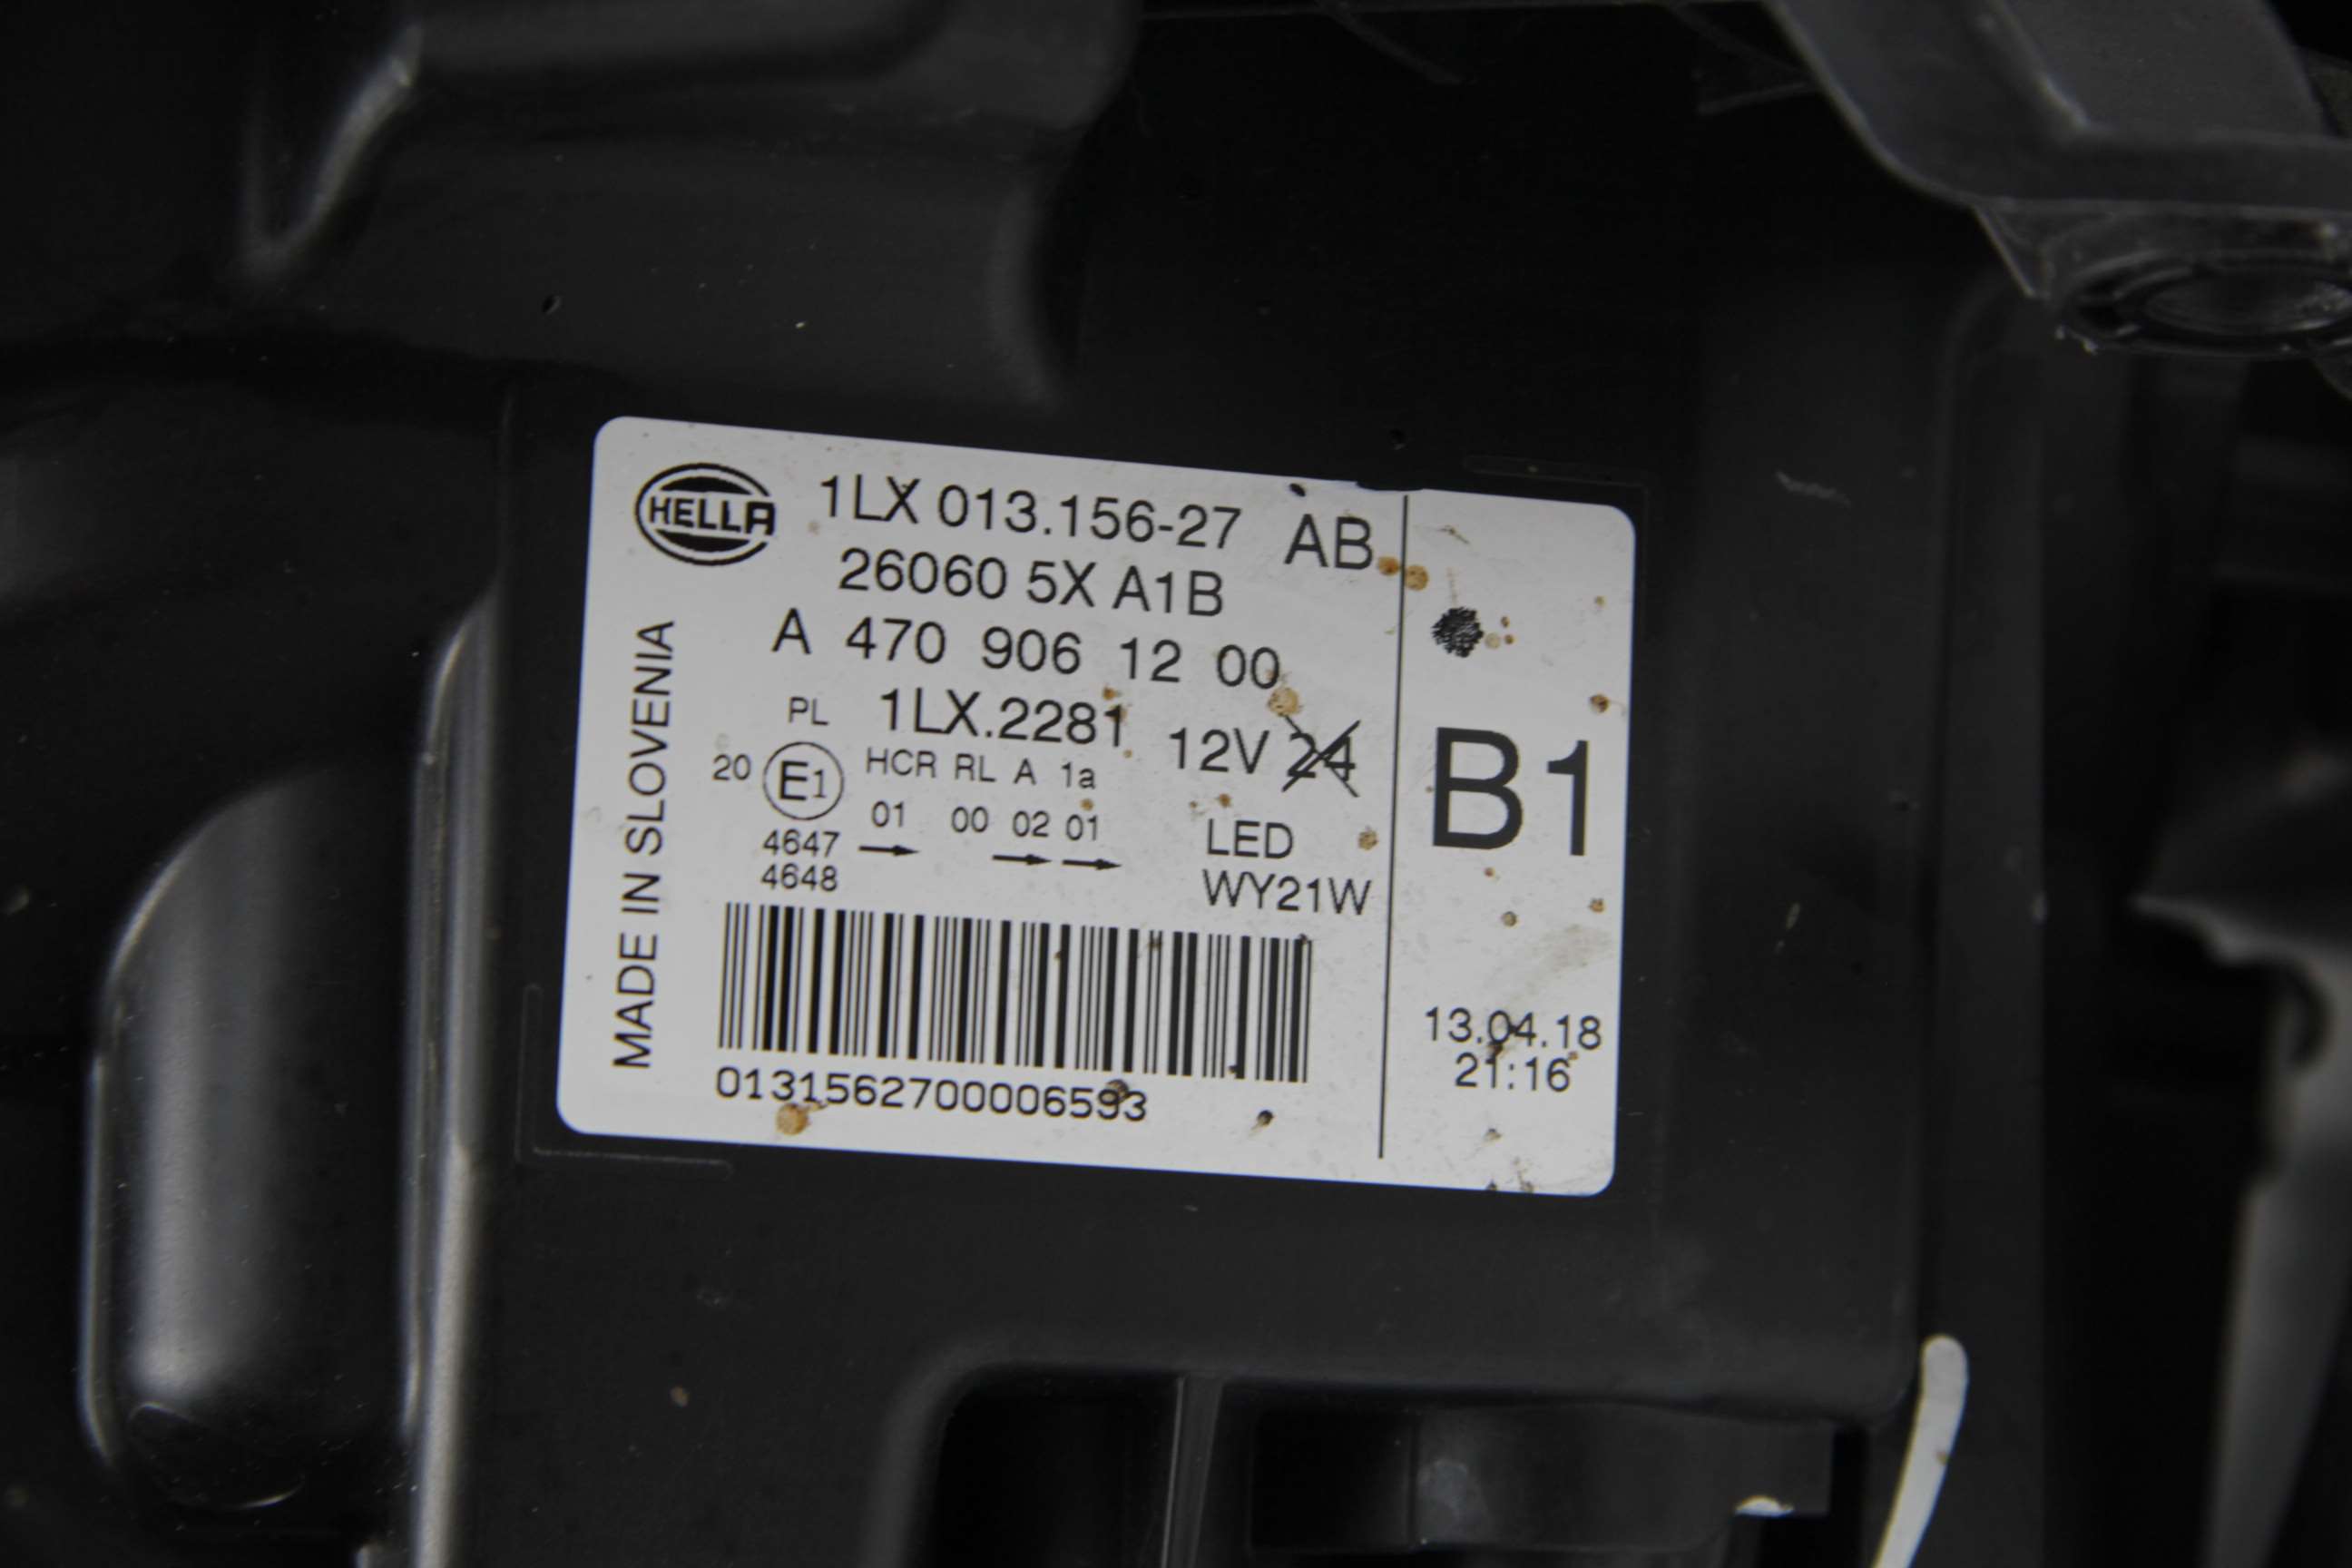 HELLA
1LX 013.156-27 AB
26060 5X A1B
A 470 906 12 00
PL 1LX.2281 12V 24
20 E1 HCR RL A 1a
01 00 02 01
4647
4648
LED
WY21W
MADE IN SLOVENIA
0131562700006593
B1
13.04.18
21:16